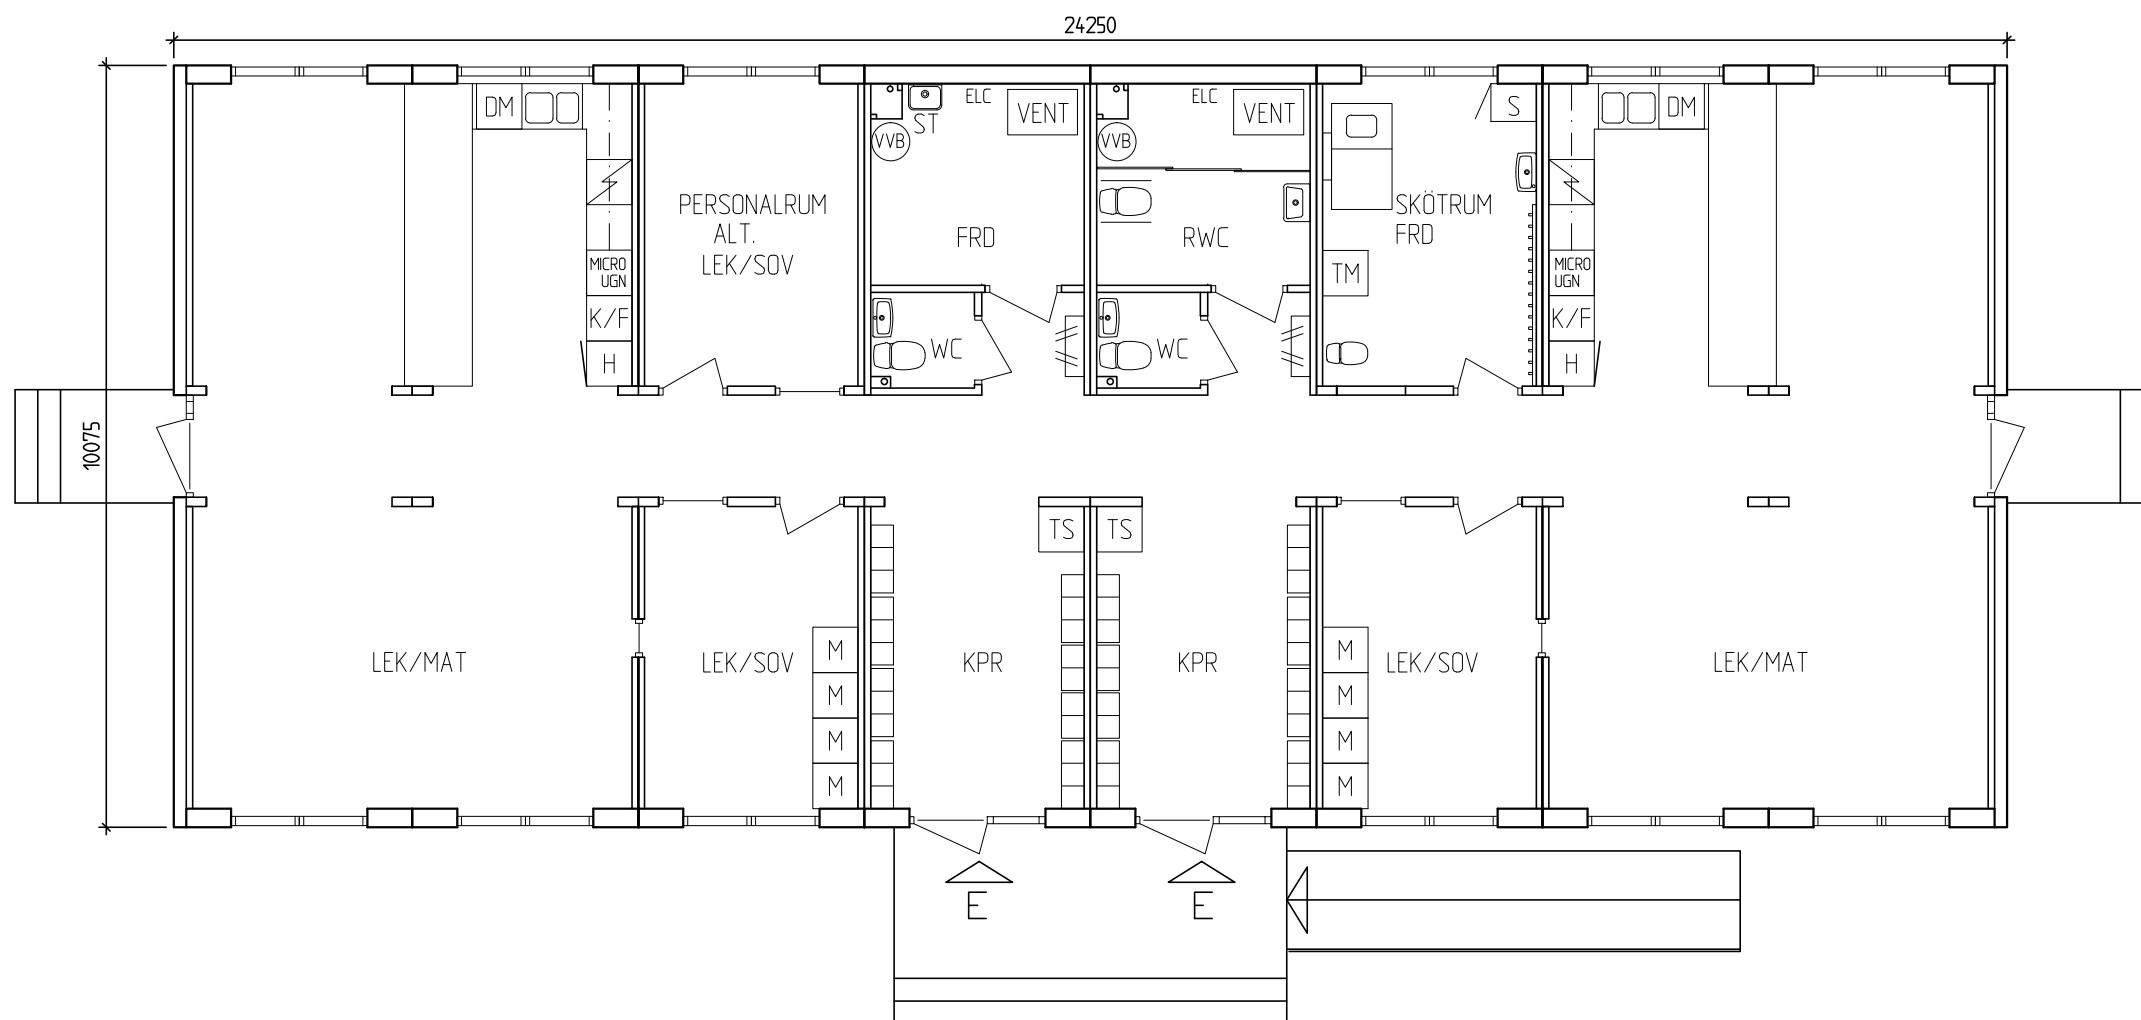 24250
DM
ELC
VENT
ELC
VENT
S
DM
ST
VVB
VVB
PERSONALRUM
ALT.
LEK/SOV
SKÖTRUM
FRD
FRD
RWC
MICRO
UGN
TM
MICRO
UGN
K/F
K/F
WC
WC
H
H
10075
TS
TS
LEK/MAT
LEK/SOV
M
KPR
KPR
M
LEK/SOV
LEK/MAT
M
M
M
M
M
M
E
E